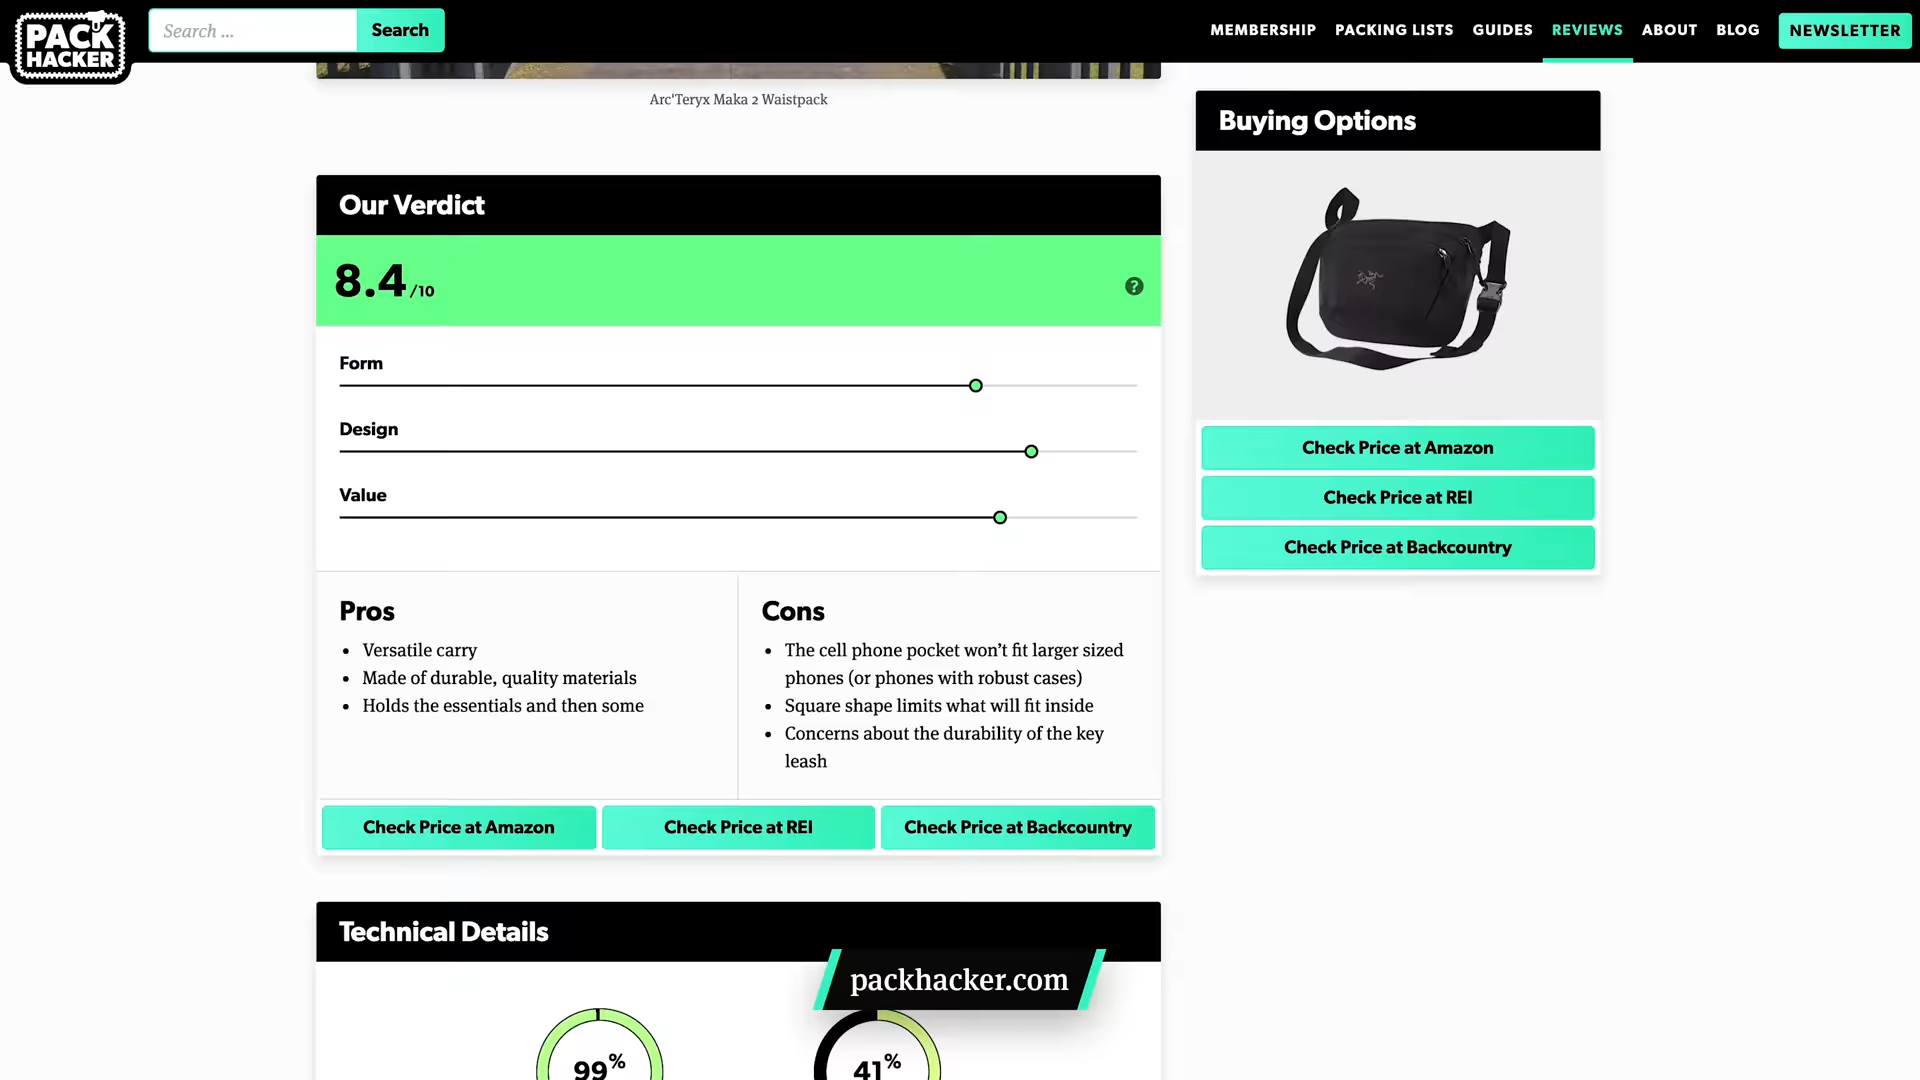 PACK
HACKER
Search ...
Search
MEMBERSHIP
PACKING LISTS
GUIDES
REVIEWS
ABOUT
BLOG
NEWSLETTER
Arc'Teryx Maka 2 Waistpack
Our Verdict
8.4/10
?
Form
Design
Value
Pros
Versatile carry
Made of durable, quality materials
Holds the essentials and then some
Cons
The cell phone pocket won’t fit larger sized
phones (or phones with robust cases)
Square shape limits what will fit inside
Concerns about the durability of the key
leash
Check Price at Amazon
Check Price at REI
Check Price at Backcountry
Buying Options
Check Price at Amazon
Check Price at REI
Check Price at Backcountry
Technical Details
packhacker.com
99%
41%